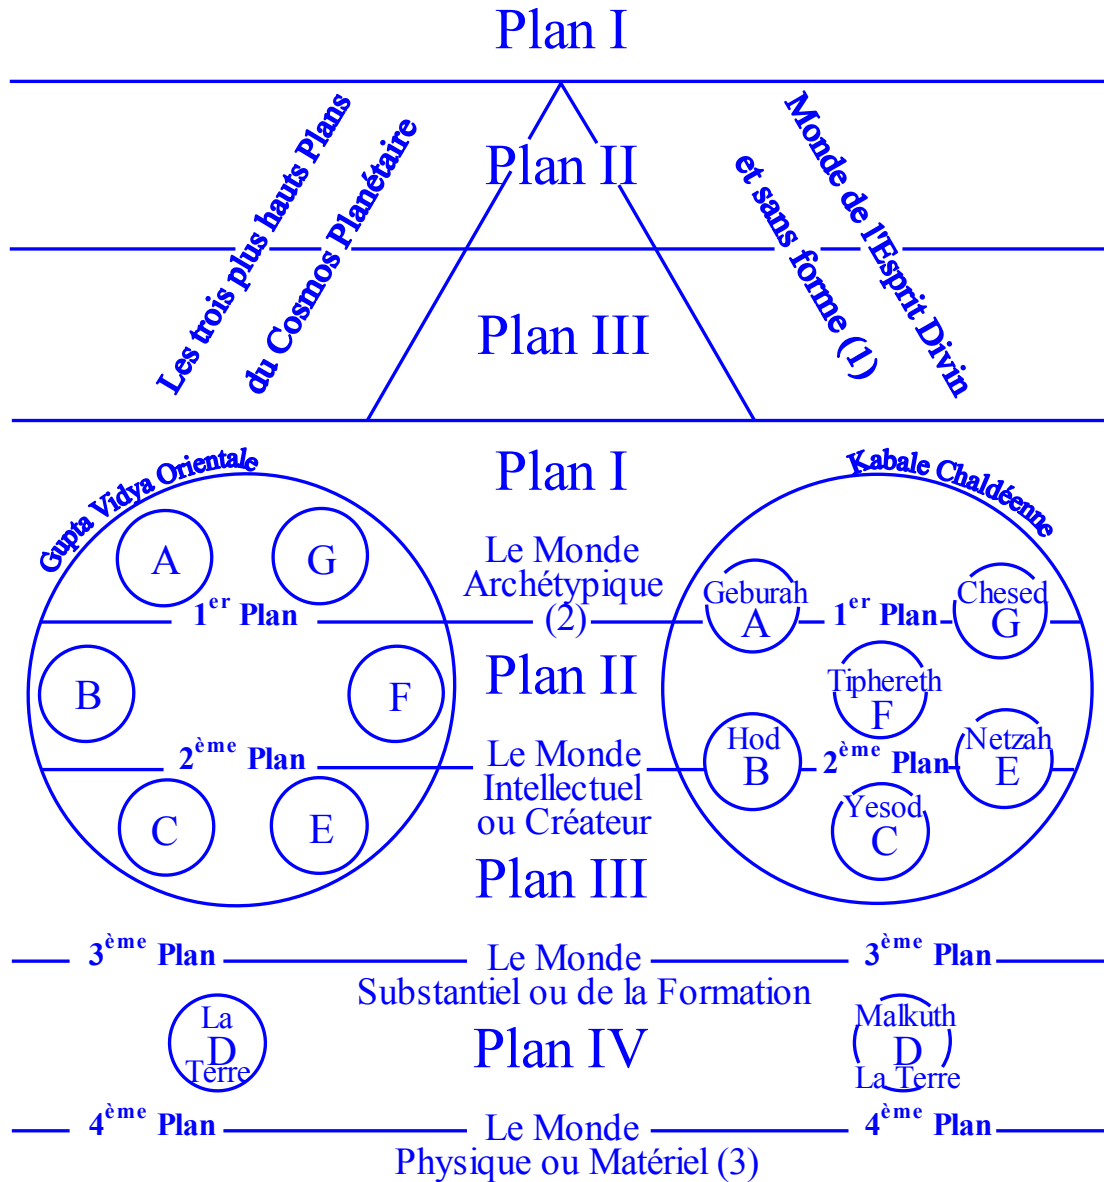 Plan I
Les trois plus hauts Plans
du Cosmos Planétaire
Plan II
Monde de l'Esprit Divin
et sans forme (1)
Plan III
Gupta Vidya Orientale
Plan I
Kabale Chaldéenne
A
G
Le Monde
Archétypique
(2)
Geburah
A
Chesed
G
1er Plan
1er Plan
B
F
Plan II
Tiphereth
F
2ème Plan
Le Monde
Intellectuel
ou Créateur
Hod
B
2ème Plan
Netzah
E
C
E
Yesod
C
Plan III
3ème Plan
Le Monde
Substantiel ou de la Formation
3ème Plan
La
D
Terre
Plan IV
Malkuth
D
La Terre
4ème Plan
Le Monde
Physique ou Matériel (3)
4ème Plan